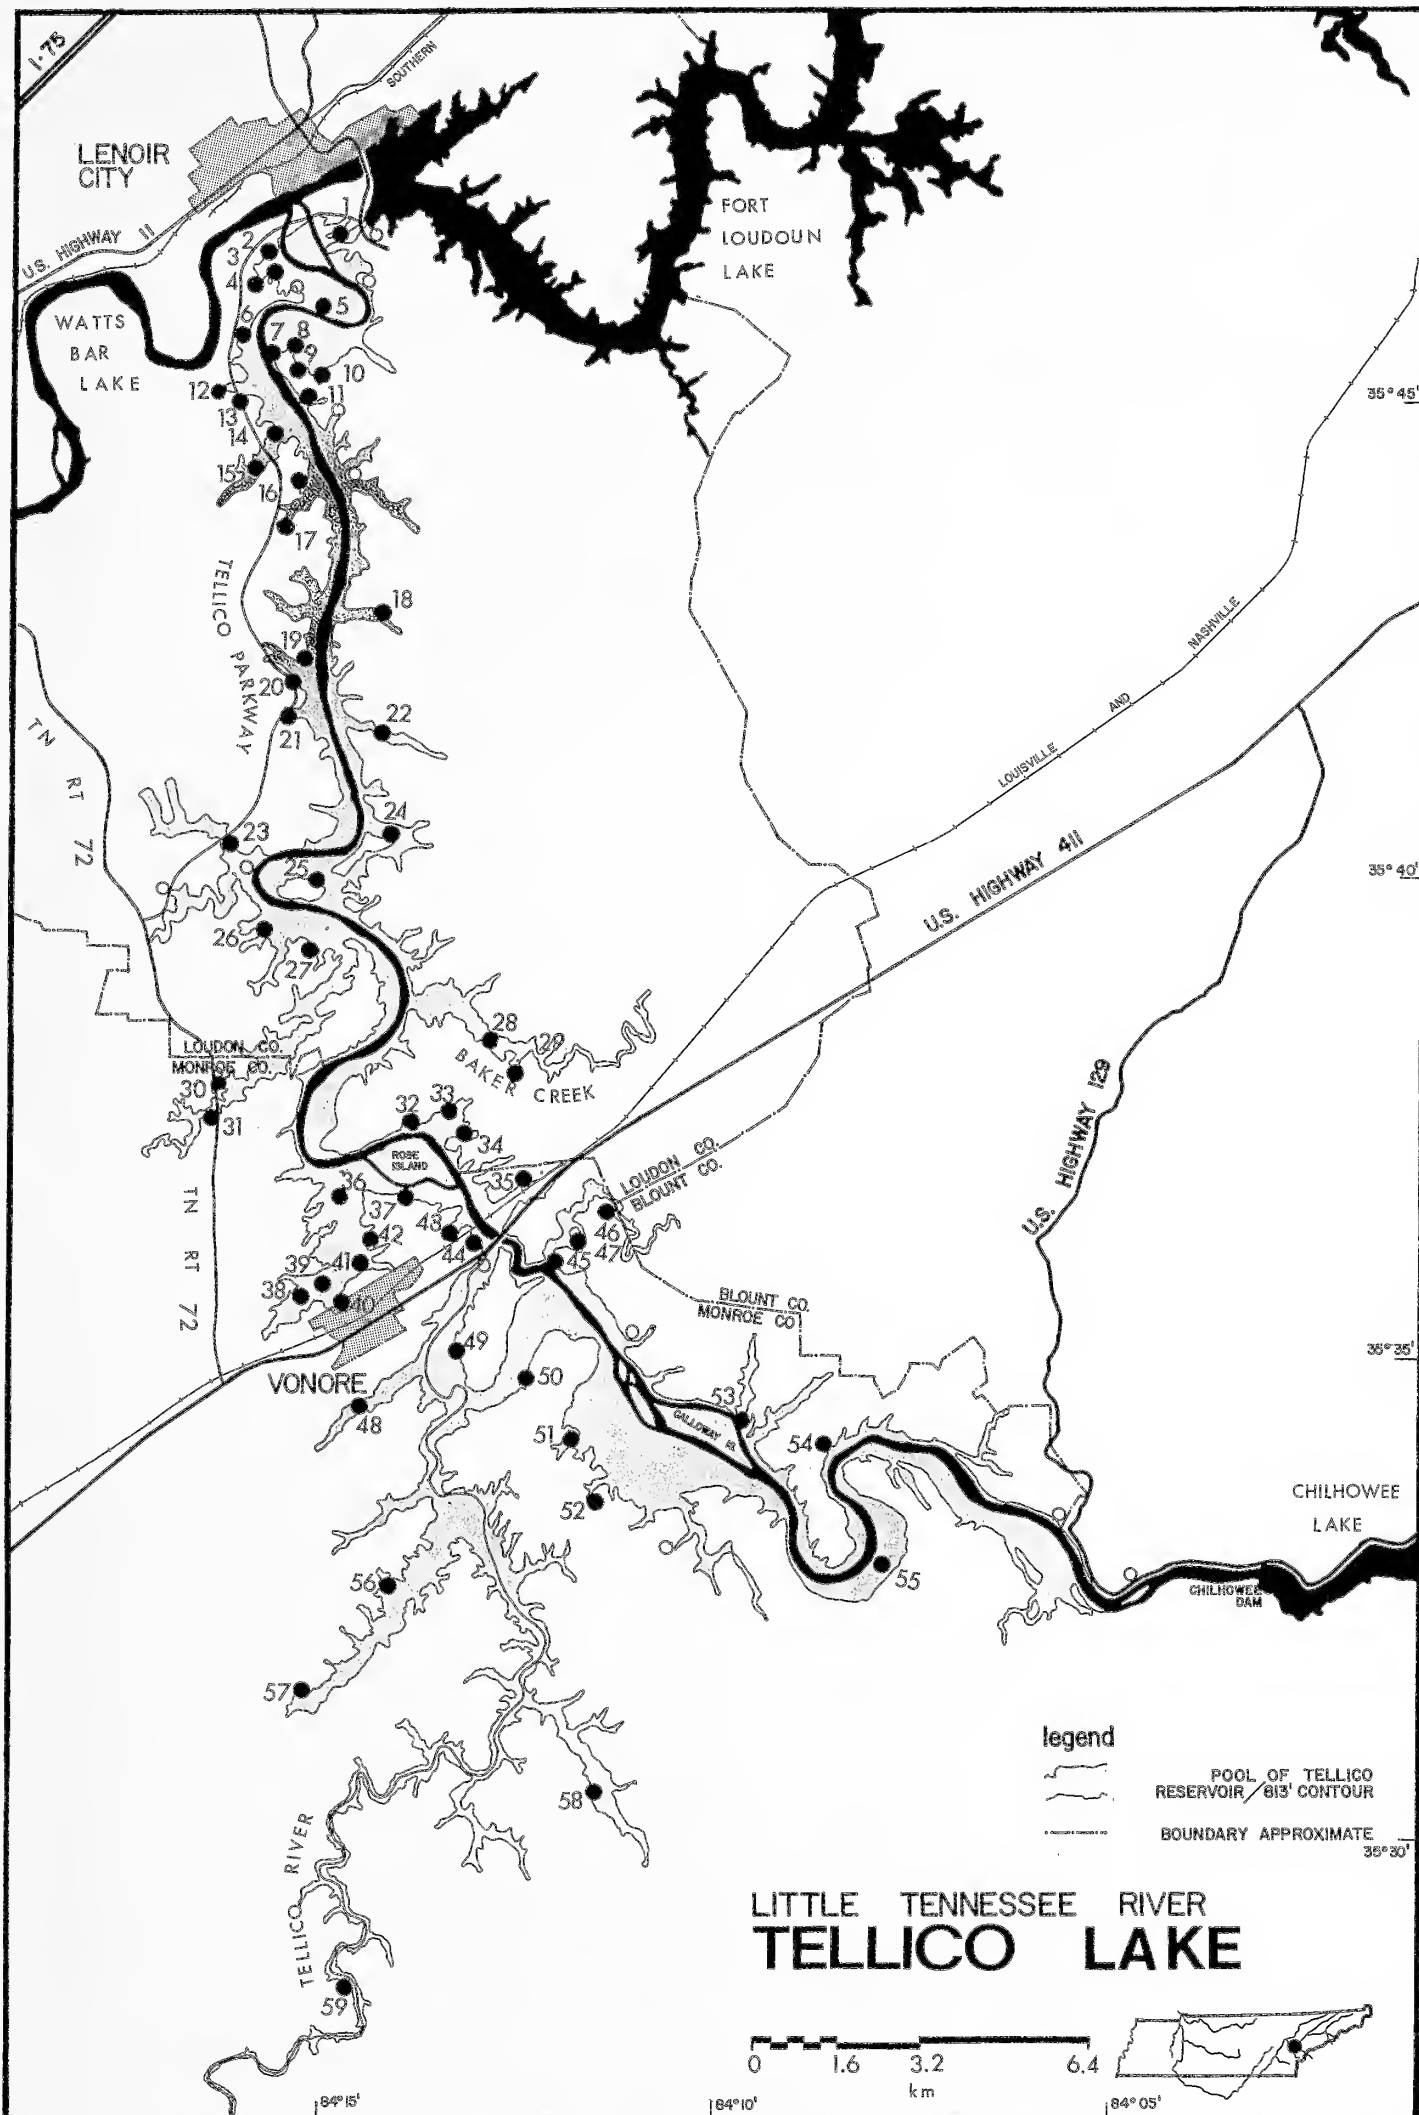 I-75
SOUTHERN
LENOIR
CITY
U.S. HIGHWAY 11
FORT
LOUDOUN
LAKE
WATTS
BAR
LAKE
1
2
3
4
5
6
7
8
9
10
11
12
13
14
15
16
17
18
19
20
21
22
23
24
25
26
27
28
29
30
31
32
33
34
35
36
37
38
39
40
41
42
43
44
45
46
47
48
49
50
51
52
53
54
55
56
57
58
59
35°45'
TELLICO PARKWAY
NASHVILLE
AND
LOUISVILLE
TN RT 72
U.S. HIGHWAY 411
35°40'
LOUDON CO.
MONROE CO.
BAKER CREEK
U.S. HIGHWAY 129
ROSE
ISLAND
LOUDON CO.
BLOUNT CO.
TN RT 72
BLOUNT CO.
MONROE CO.
35°35'
VONORE
CALLOWAY IS.
CHILHOWEE
LAKE
CHILHOWEE
DAM
TELLICO RIVER
legend
POOL OF TELLICO
RESERVOIR/813' CONTOUR
BOUNDARY APPROXIMATE
35°30'
LITTLE TENNESSEE RIVER
TELLICO LAKE
0 1.6 3.2 6.4
km
84°15'
84°10'
84°05'